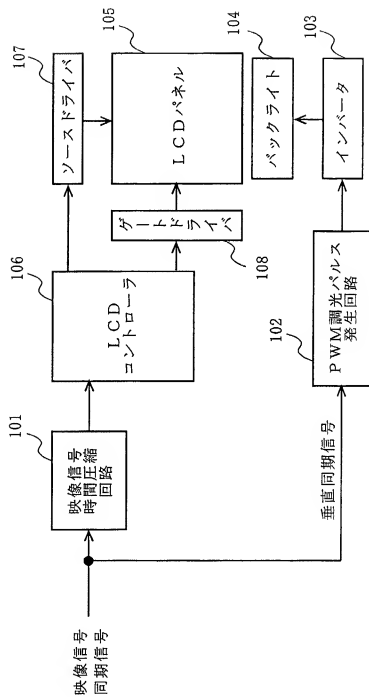 映像信号
同期信号
101
映像信号
時間圧縮
回路
106
LCD
コントローラ
107
ソースドライバ
105
LCDパネル
ゲートドライバ
108
104
バックライト
103
インバータ
102
PWM調光パルス
発生回路
垂直同期信号